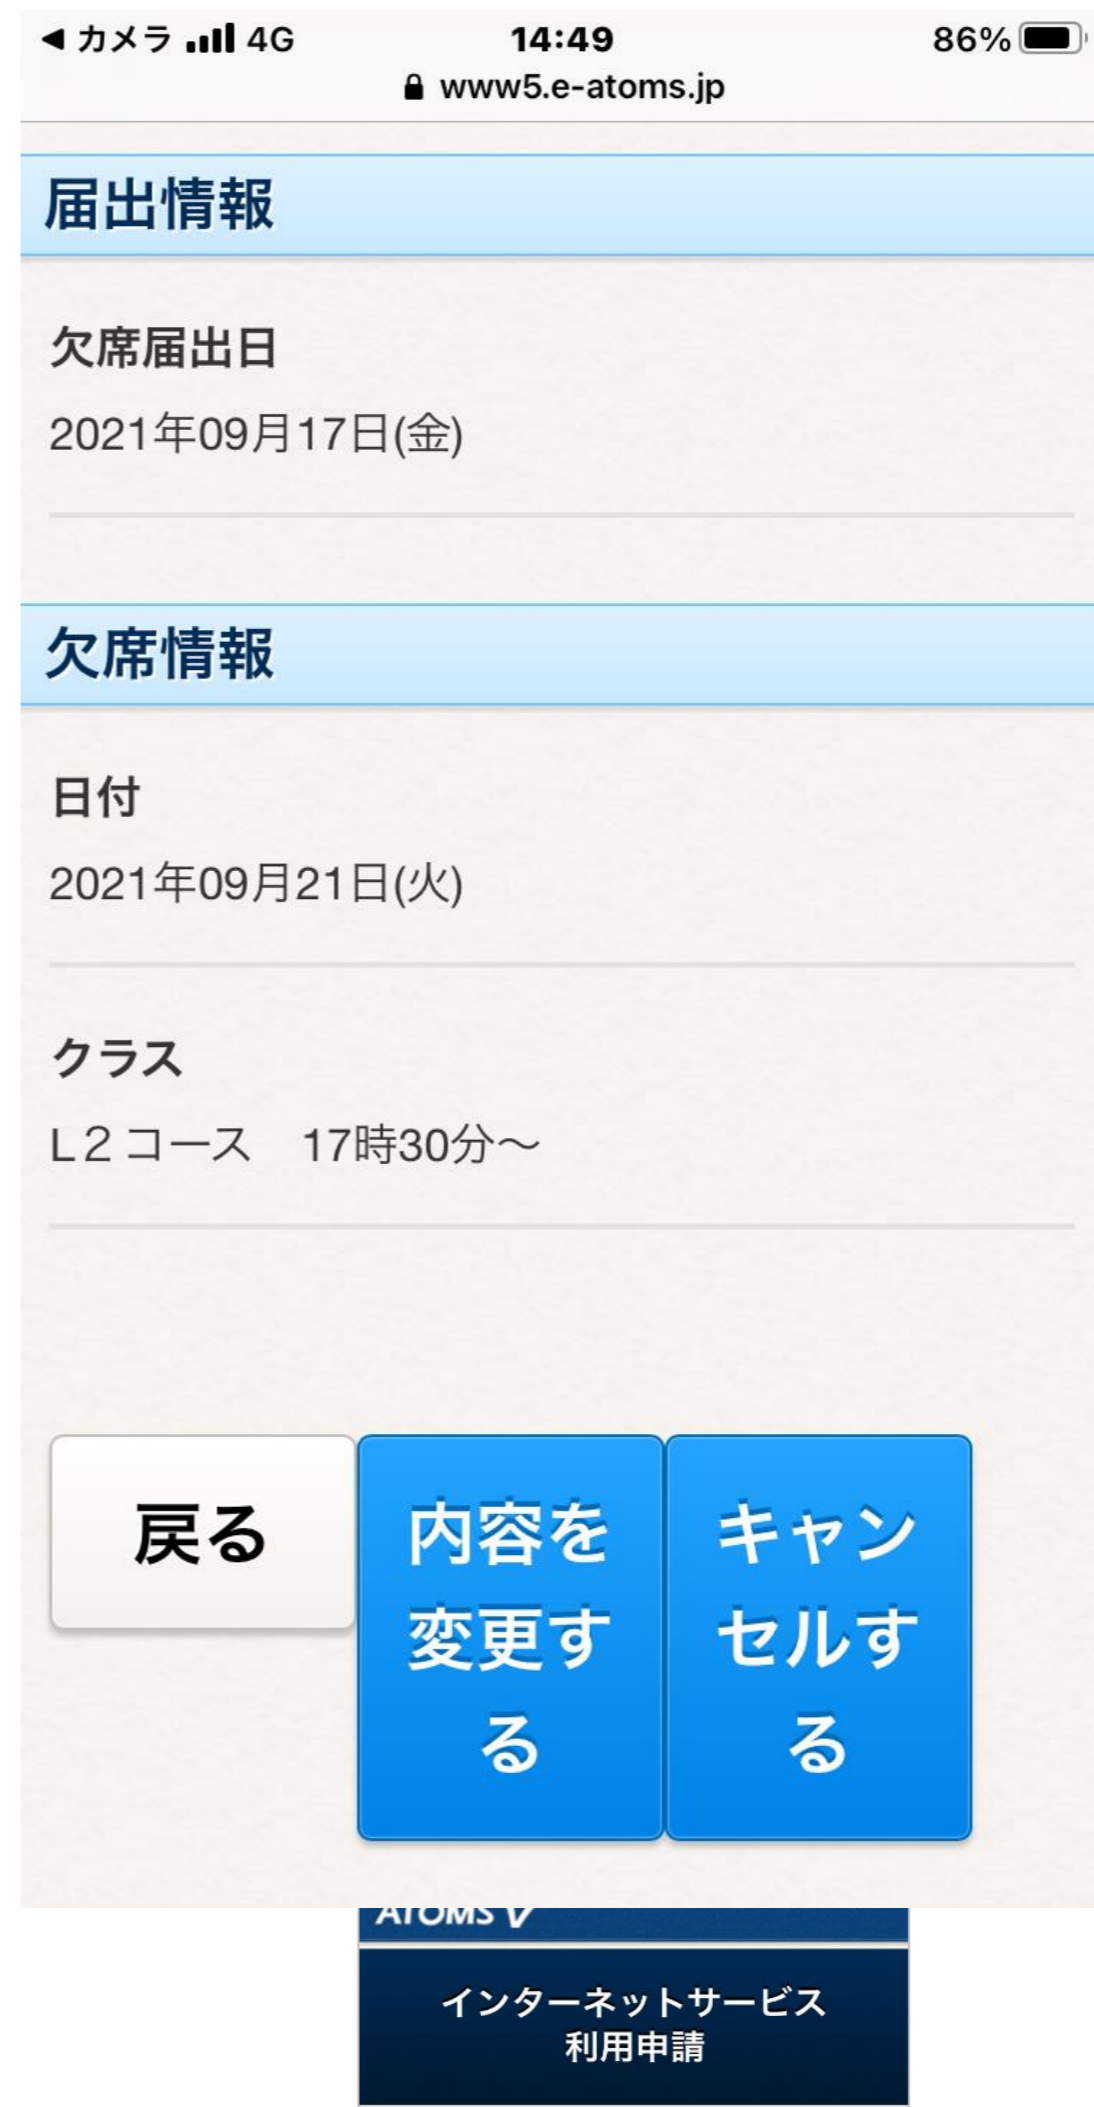 ◀ カメラ 4G 14:49 86%
www5.e-atoms.jp
届出情報
欠席届出日
2021年09月17日(金)
欠席情報
日付
2021年09月21日(火)
クラス
L２コース　17時30分～
戻る
内容を
変更す
る
キャン
セルす
る
ATOMS V
インターネットサービス
利用申請